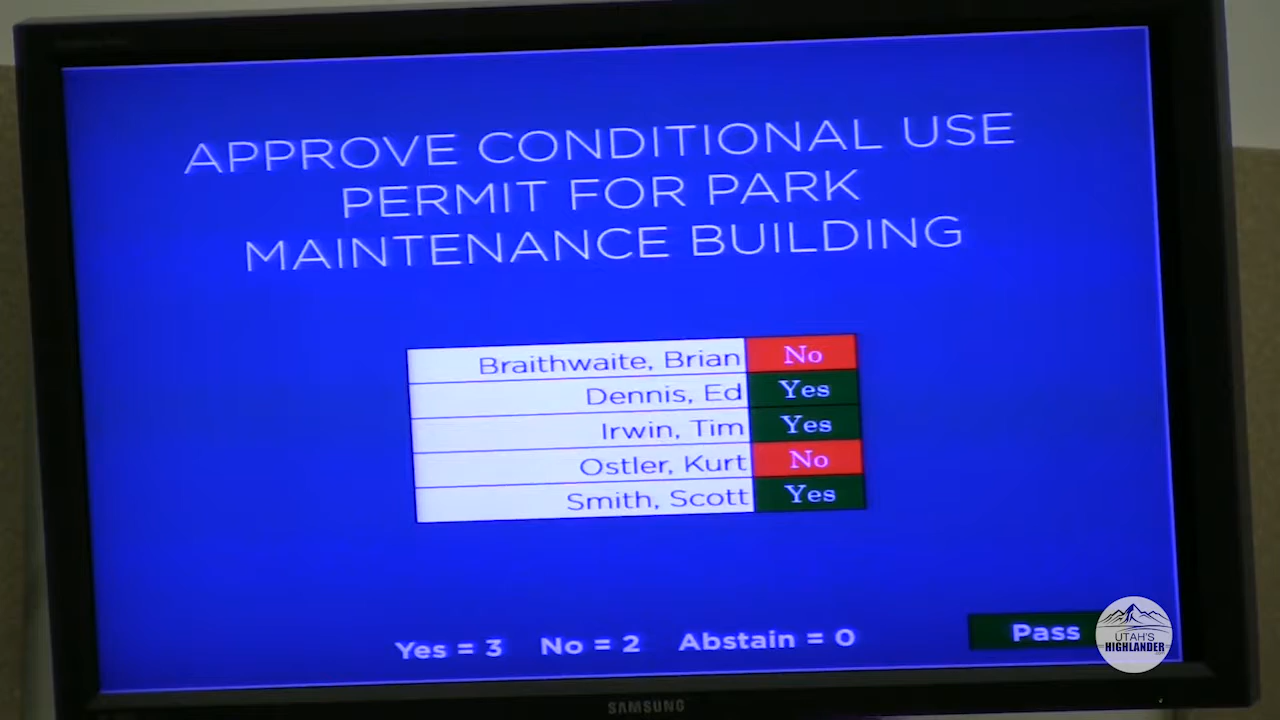 APPROVE CONDITIONAL USE
PERMIT FOR PARK
MAINTENANCE BUILDING
Braithwaite, Brian No
Dennis, Ed Yes
Irwin, Tim Yes
Ostler, Kurt No
Smith, Scott Yes
Yes = 3 No = 2 Abstain = 0
Pass
UTAH'S
HIGHLANDER
SAMSUNG